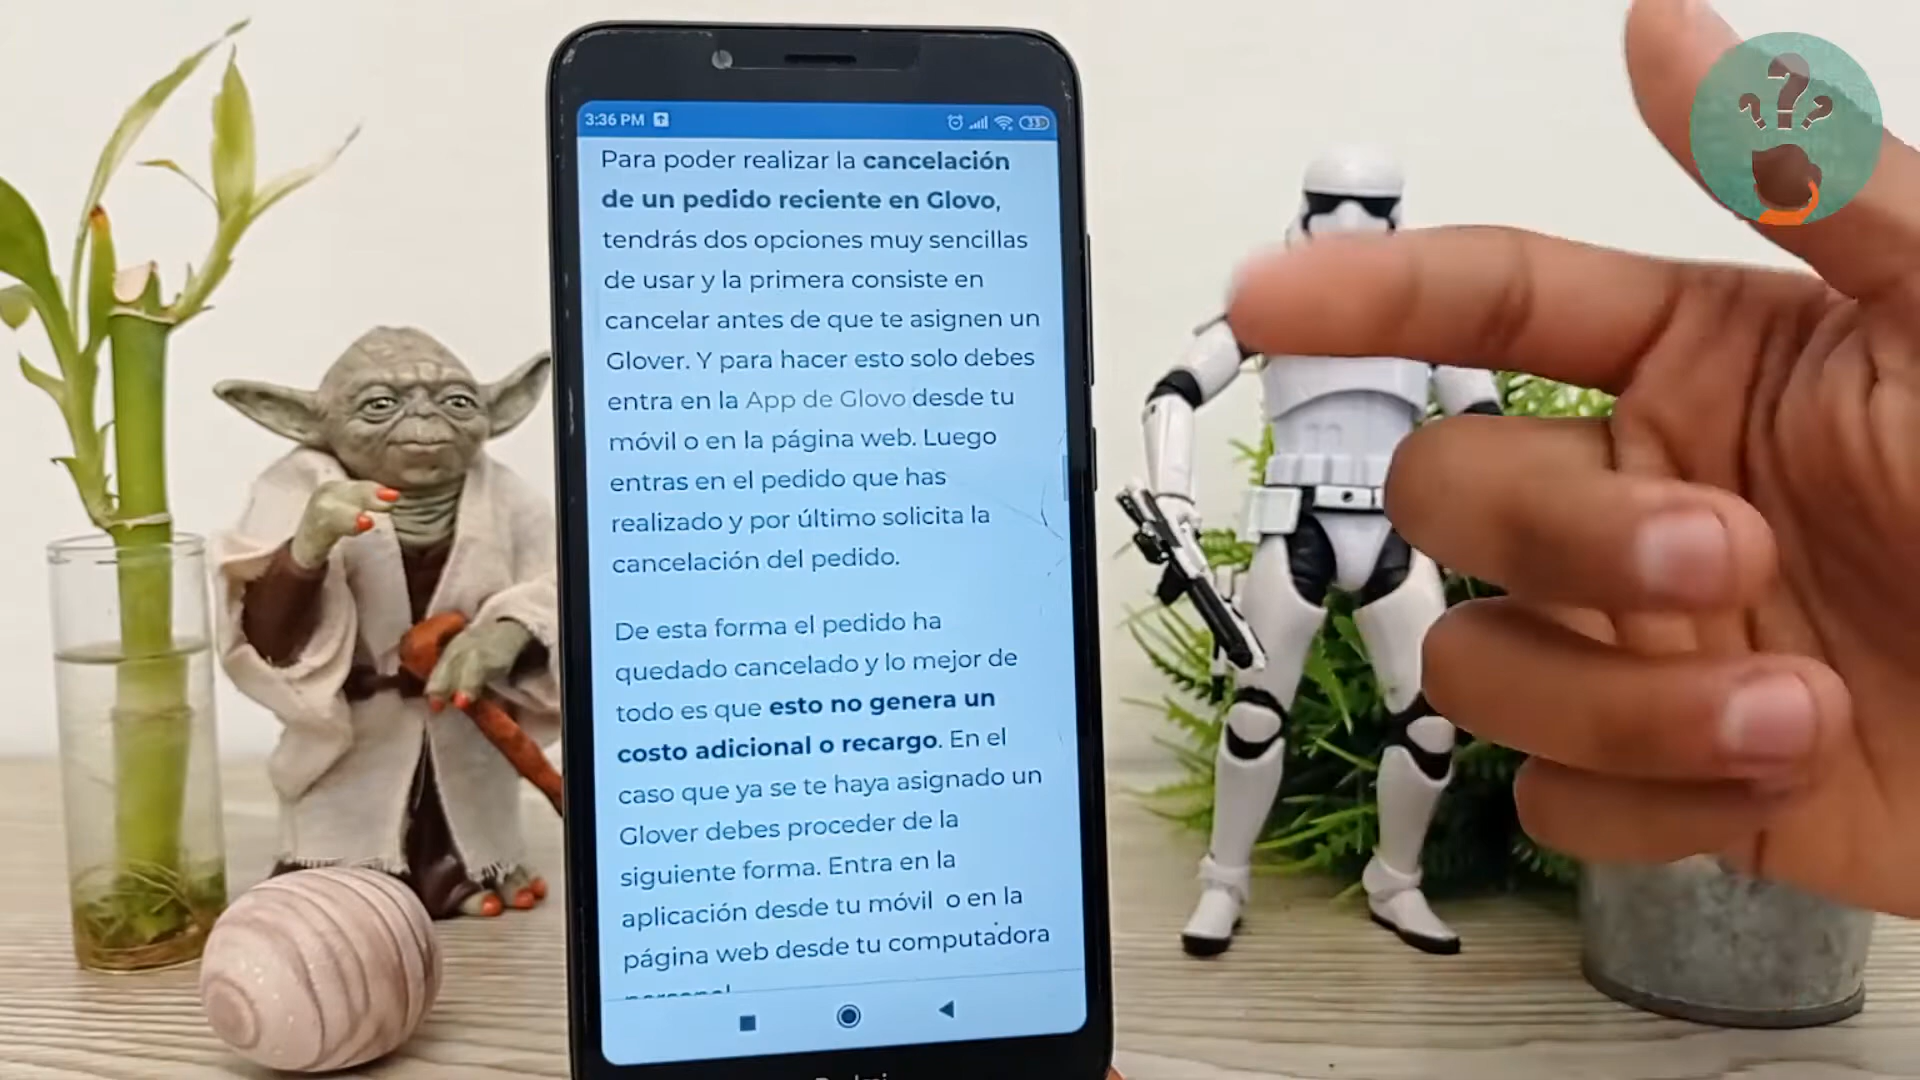 3:36 PM
33
Para poder realizar la cancelación
de un pedido reciente en Glovo,
tendrás dos opciones muy sencillas
de usar y la primera consiste en
cancelar antes de que te asignen un
Glover. Y para hacer esto solo debes
entra en la App de Glovo desde tu
móvil o en la página web. Luego
entras en el pedido que has
realizado y por último solicita la
cancelación del pedido.
De esta forma el pedido ha
quedado cancelado y lo mejor de
todo es que esto no genera un
costo adicional o recargo. En el
caso que ya se te haya asignado un
Glover debes proceder de la
siguiente forma. Entra en la
aplicación desde tu móvil o en la
página web desde tu computadora